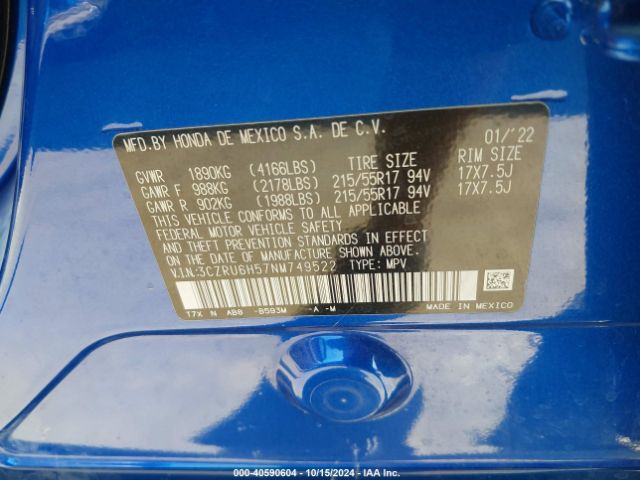 MFD.BY HONDA DE MEXICO S.A. DE C.V. 01/'22
GVWR 1890KG (4166LBS) TIRE SIZE RIM SIZE
GAWR F 988KG (2178LBS) 215/55R17 94V 17X7.5J
GAWR R 902KG (1988LBS) 215/55R17 94V 17X7.5J
THIS VEHICLE CONFORMS TO ALL APPLICABLE
FEDERAL MOTOR VEHICLE SAFETY STANDARDS IN EFFECT
ON THE DATE OF MANUFACTURE SHOWN ABOVE.
V.I.N: 3CZRU6H57NM749522 TYPE: MPV
T7X N AB8 -B593M -A -M MADE IN MEXICO
000-40590604 - 10/15/2024 - IAA Inc.